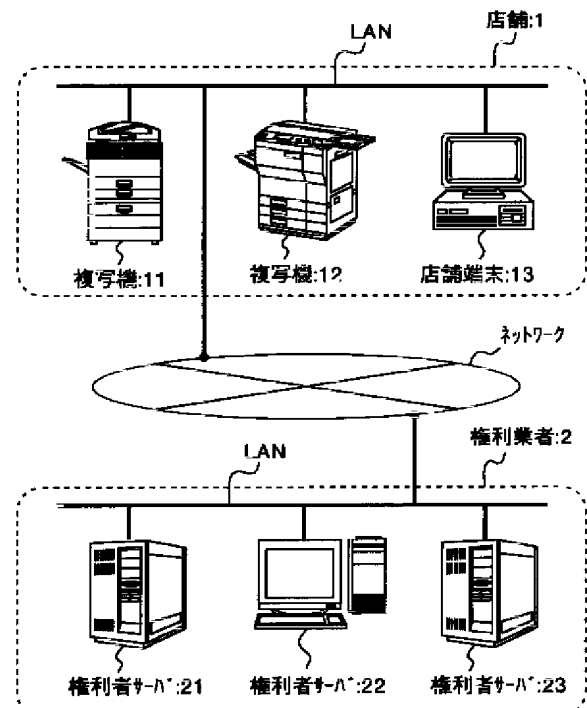 店舗:1
LAN
複写機:11
複写機:12
店舗端末:13
ネットワーク
権利業者:2
LAN
権利者サーバ:21
権利者サーバ:22
権利者サーバ:23